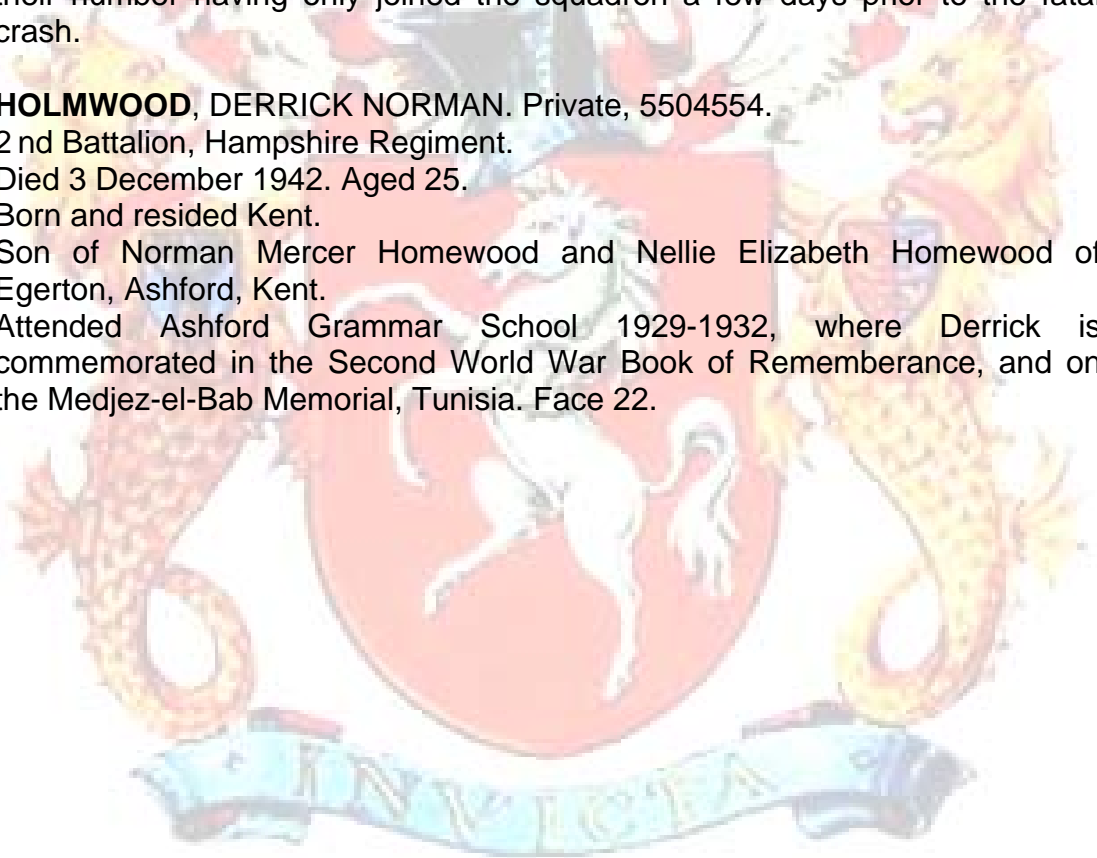 their number having only joined the squadron a few days prior to the fatal
crash.
HOLMWOOD, DERRICK NORMAN. Private, 5504554.
2 nd Battalion, Hampshire Regiment.
Died 3 December 1942. Aged 25.
Born and resided Kent.
Son of Norman Mercer Homewood and Nellie Elizabeth Homewood of
Egerton, Ashford, Kent.
Attended Ashford Grammar School 1929-1932, where Derrick is
commemorated in the Second World War Book of Rememberance, and on
the Medjez-el-Bab Memorial, Tunisia. Face 22.
INVICTA